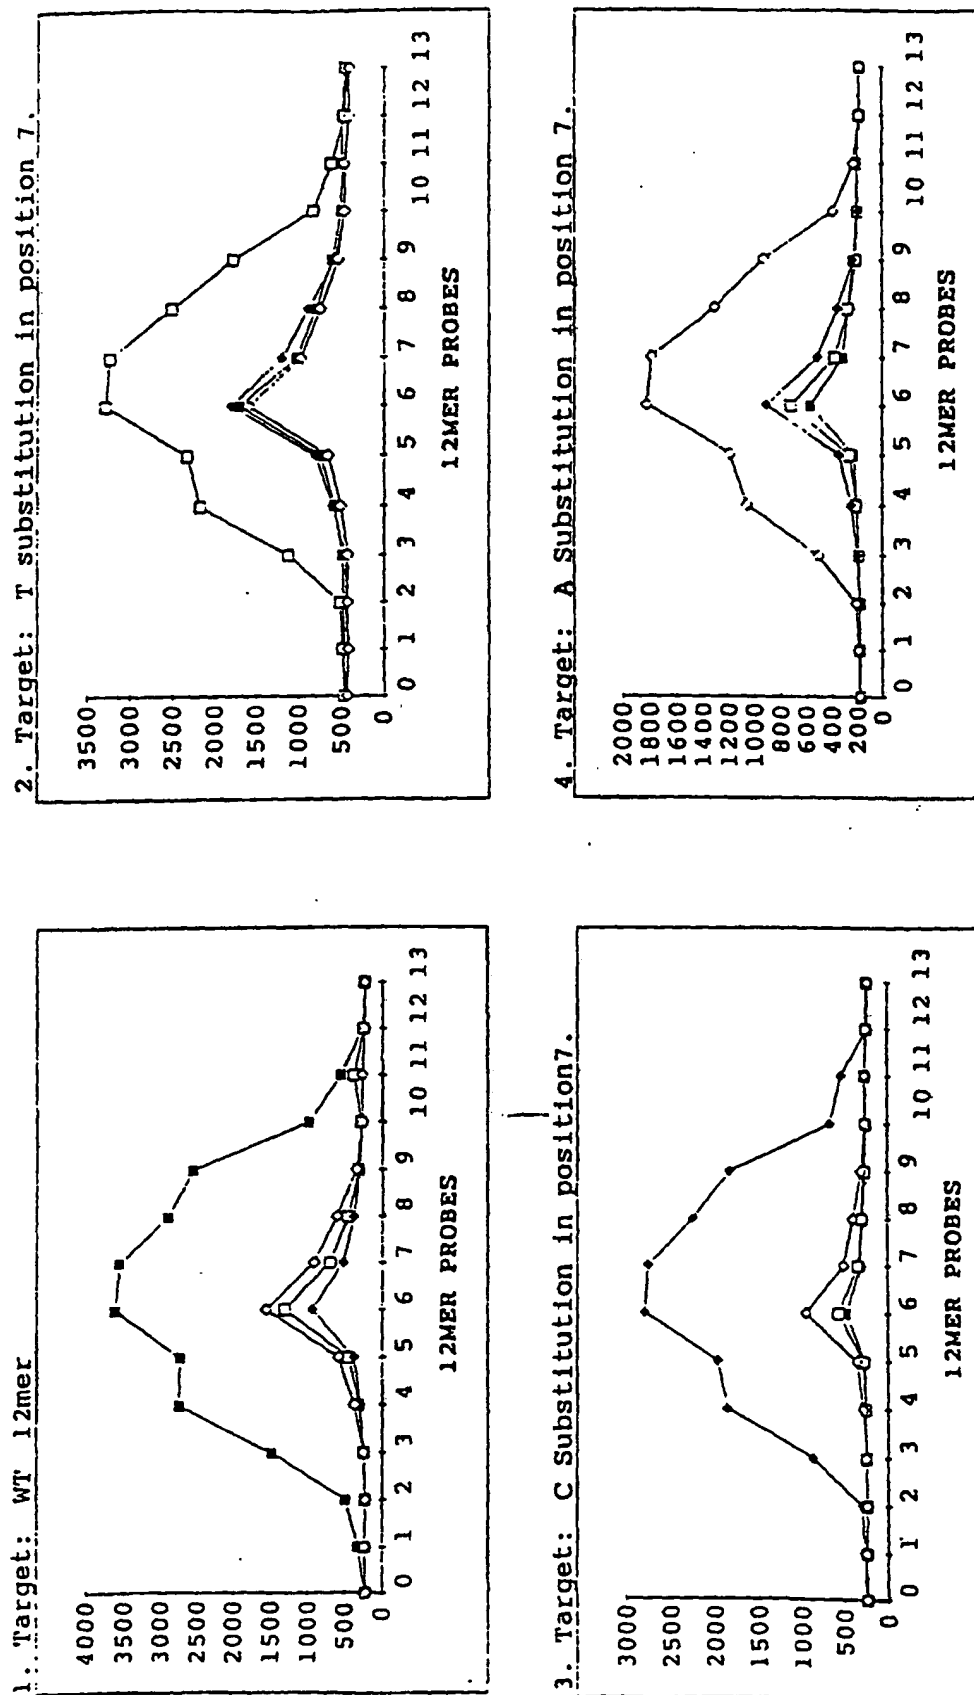 1. Target: WT 12mer
4000
3500
3000
2500
2000
1500
1000
500
0
0 1 2 3 4 5 6 7 8 9 10 11 12 13
12MER PROBES
2. Target: T substitution in position 7.
3500
3000
2500
2000
1500
1000
500
0
0 1 2 3 4 5 6 7 8 9 10 11 12 13
12MER PROBES
3. Target: C Substitution in position7.
3000
2500
2000
1500
1000
500
0
0 1 2 3 4 5 6 7 8 9 10 11 12 13
12MER PROBES
4. Target: A Substitution in position 7.
2000
1800
1600
1400
1200
1000
800
600
400
200
0
0 1 2 3 4 5 6 7 8 9 10 11 12 13
12MER PROBES